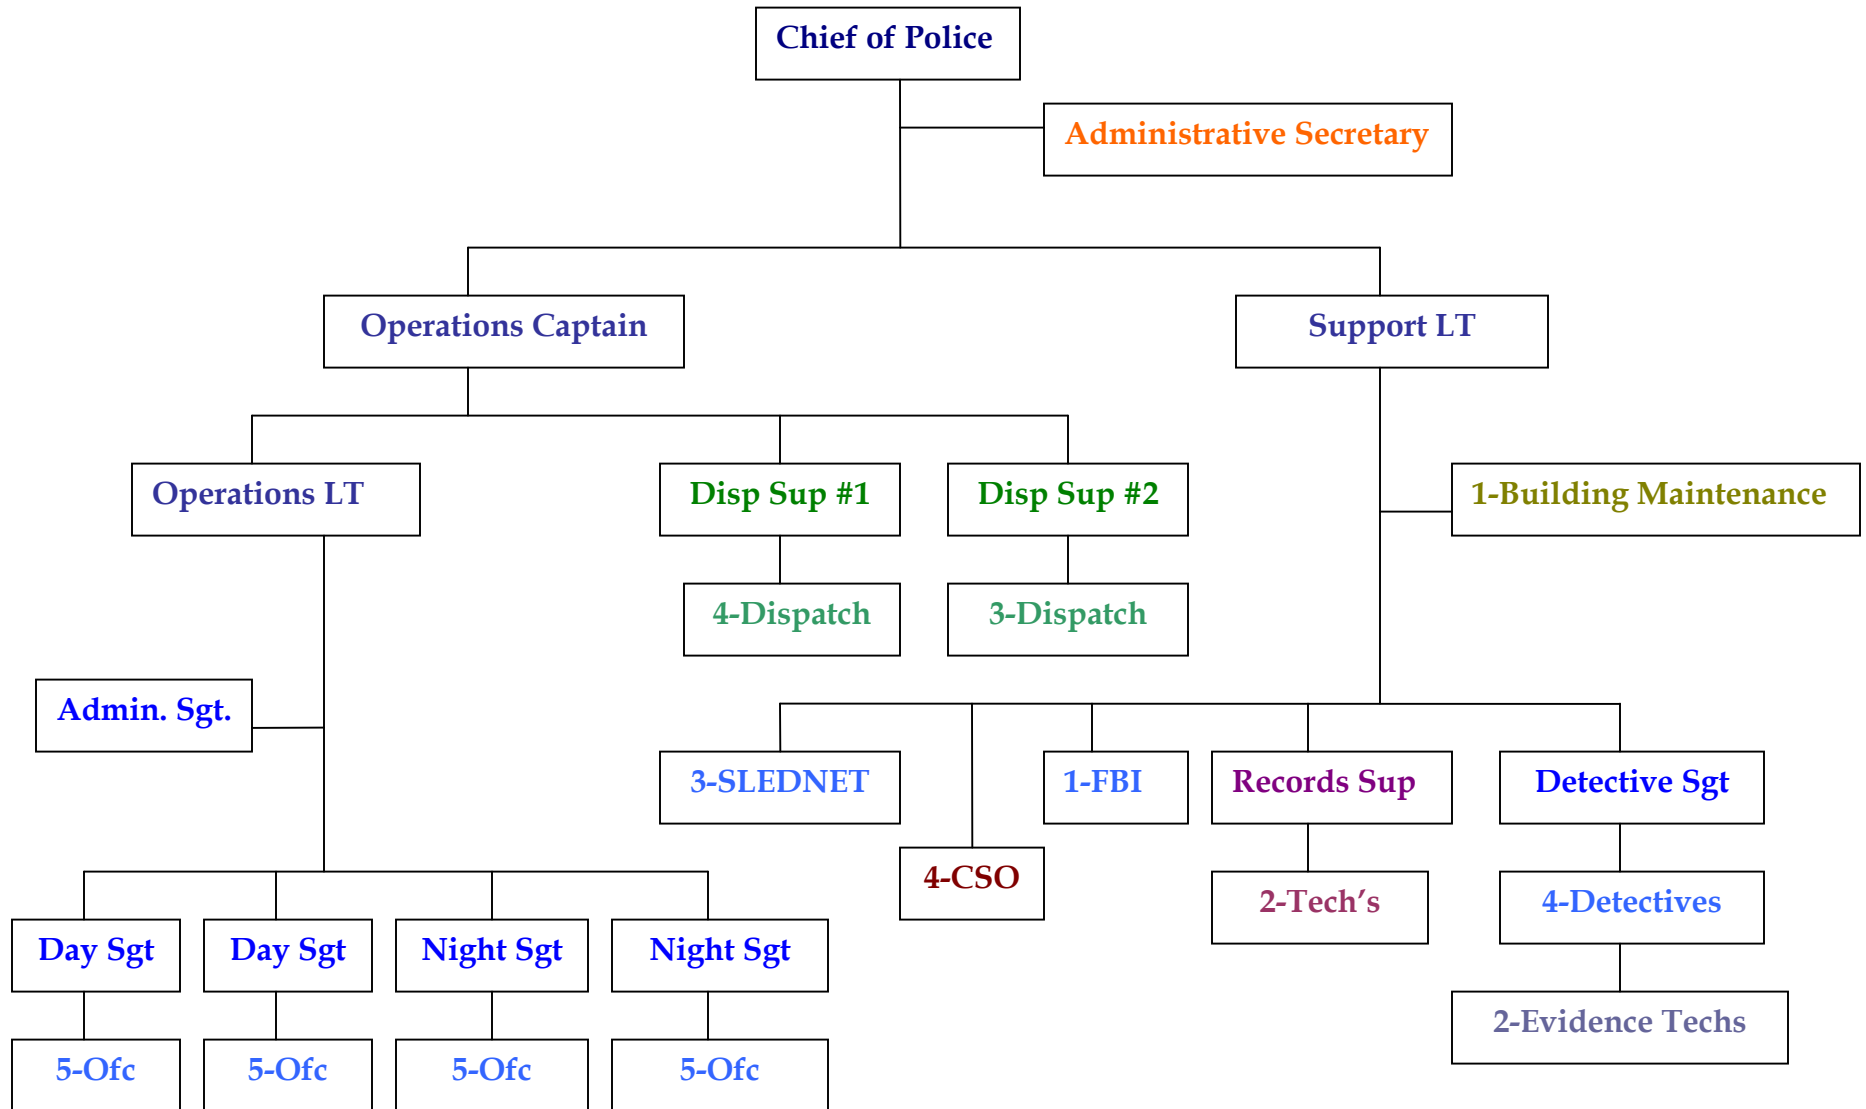 Chief of Police
Administrative Secretary
Operations Captain
Support LT
Operations LT
Disp Sup #1
Disp Sup #2
1-Building Maintenance
4-Dispatch
3-Dispatch
Admin. Sgt.
3-SLEDNET
1-FBI
Records Sup
Detective Sgt
4-CSO
2-Tech’s
4-Detectives
Day Sgt
Day Sgt
Night Sgt
Night Sgt
2-Evidence Techs
5-Ofc
5-Ofc
5-Ofc
5-Ofc